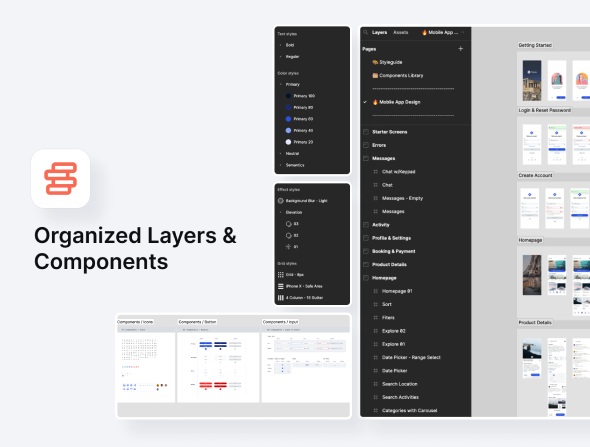 Organized Layers &
Components
Text styles
Bold
Regular
Color styles
Primary
Primary 100
Primary 80
Primary 60
Primary 40
Primary 20
Neutral
Semantics
Effect styles
Background Blur - Light
Elevation
03
02
01
Grid styles
Grid - 8px
iPhone X - Safe Area
4 Column - 15 Gutter
Components / Icons
Components / Button
Components / Input
Layers
Assets
🔥 Mobile App ...
Pages
Styleguide
Components Library
--------------------------------------------
🔥 Mobile App Design
--------------------------------------------
Starter Screens
Errors
Messages
Chat w/Keypad
Chat
Messages - Empty
Messages
Activity
Profile & Settings
Booking & Payment
Product Details
Homepage
Homepage 01
Sort
Filters
Explore 02
Explore 01
Date Picker - Range Select
Date Picker
Search Location
Search Activities
Categories with Carousel
Getting Started
Login & Reset Password
Create Account
Homepage
Product Details